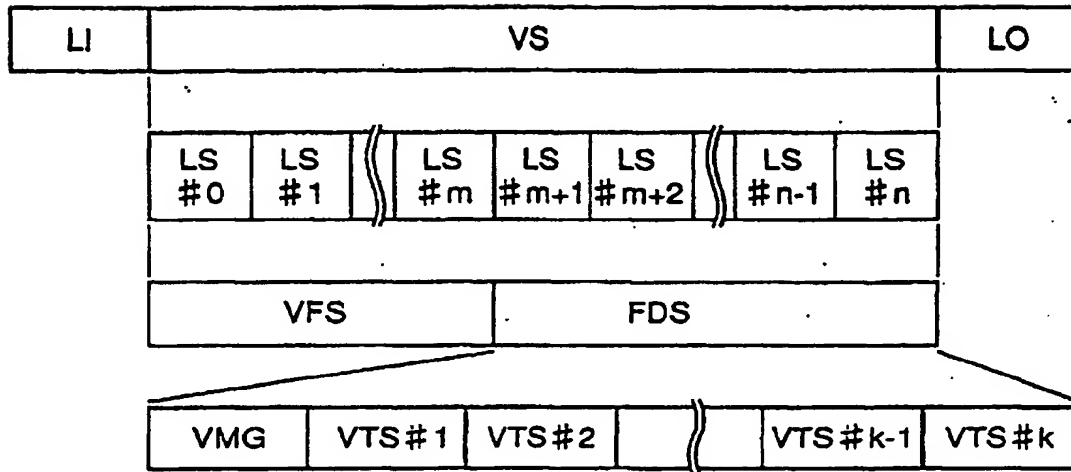 LI VS LO
LS #0 LS #1 LS #m LS #m+1 LS #m+2 LS #n-1 LS #n
VFS FDS
VMG VTS#1 VTS#2 VTS#k-1 VTS#k